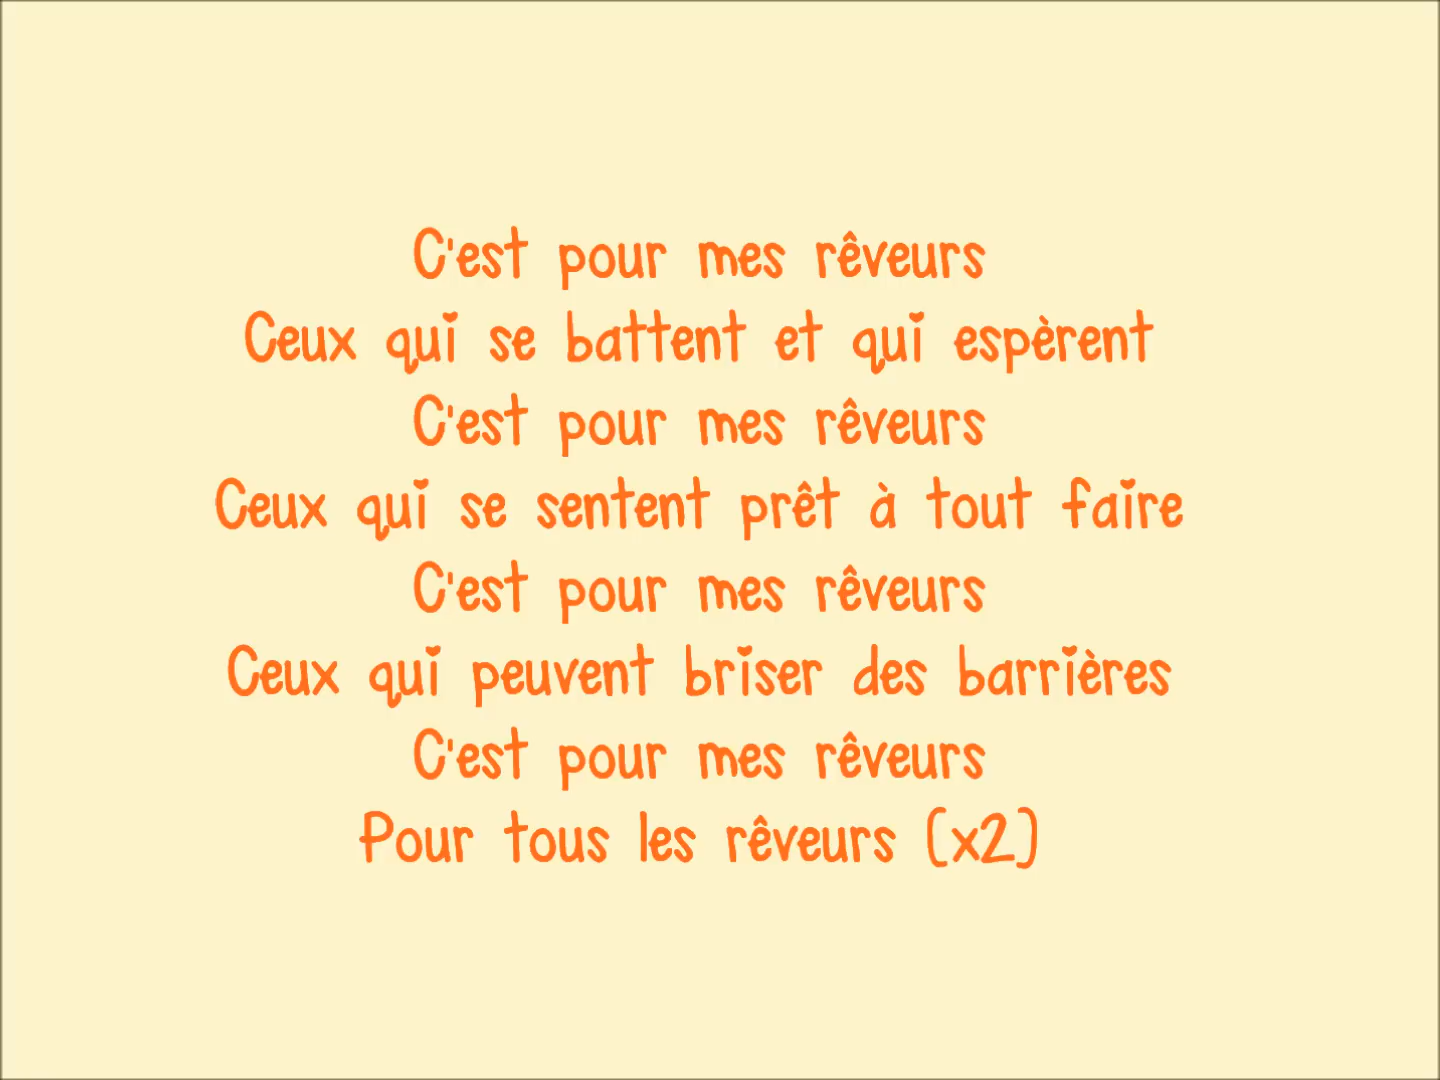 C'est pour mes rêveurs
Ceux qui se battent et qui espèrent
C'est pour mes rêveurs
Ceux qui se sentent prêt à tout faire
C'est pour mes rêveurs
Ceux qui peuvent briser des barrières
C'est pour mes rêveurs
Pour tous les rêveurs (x2)